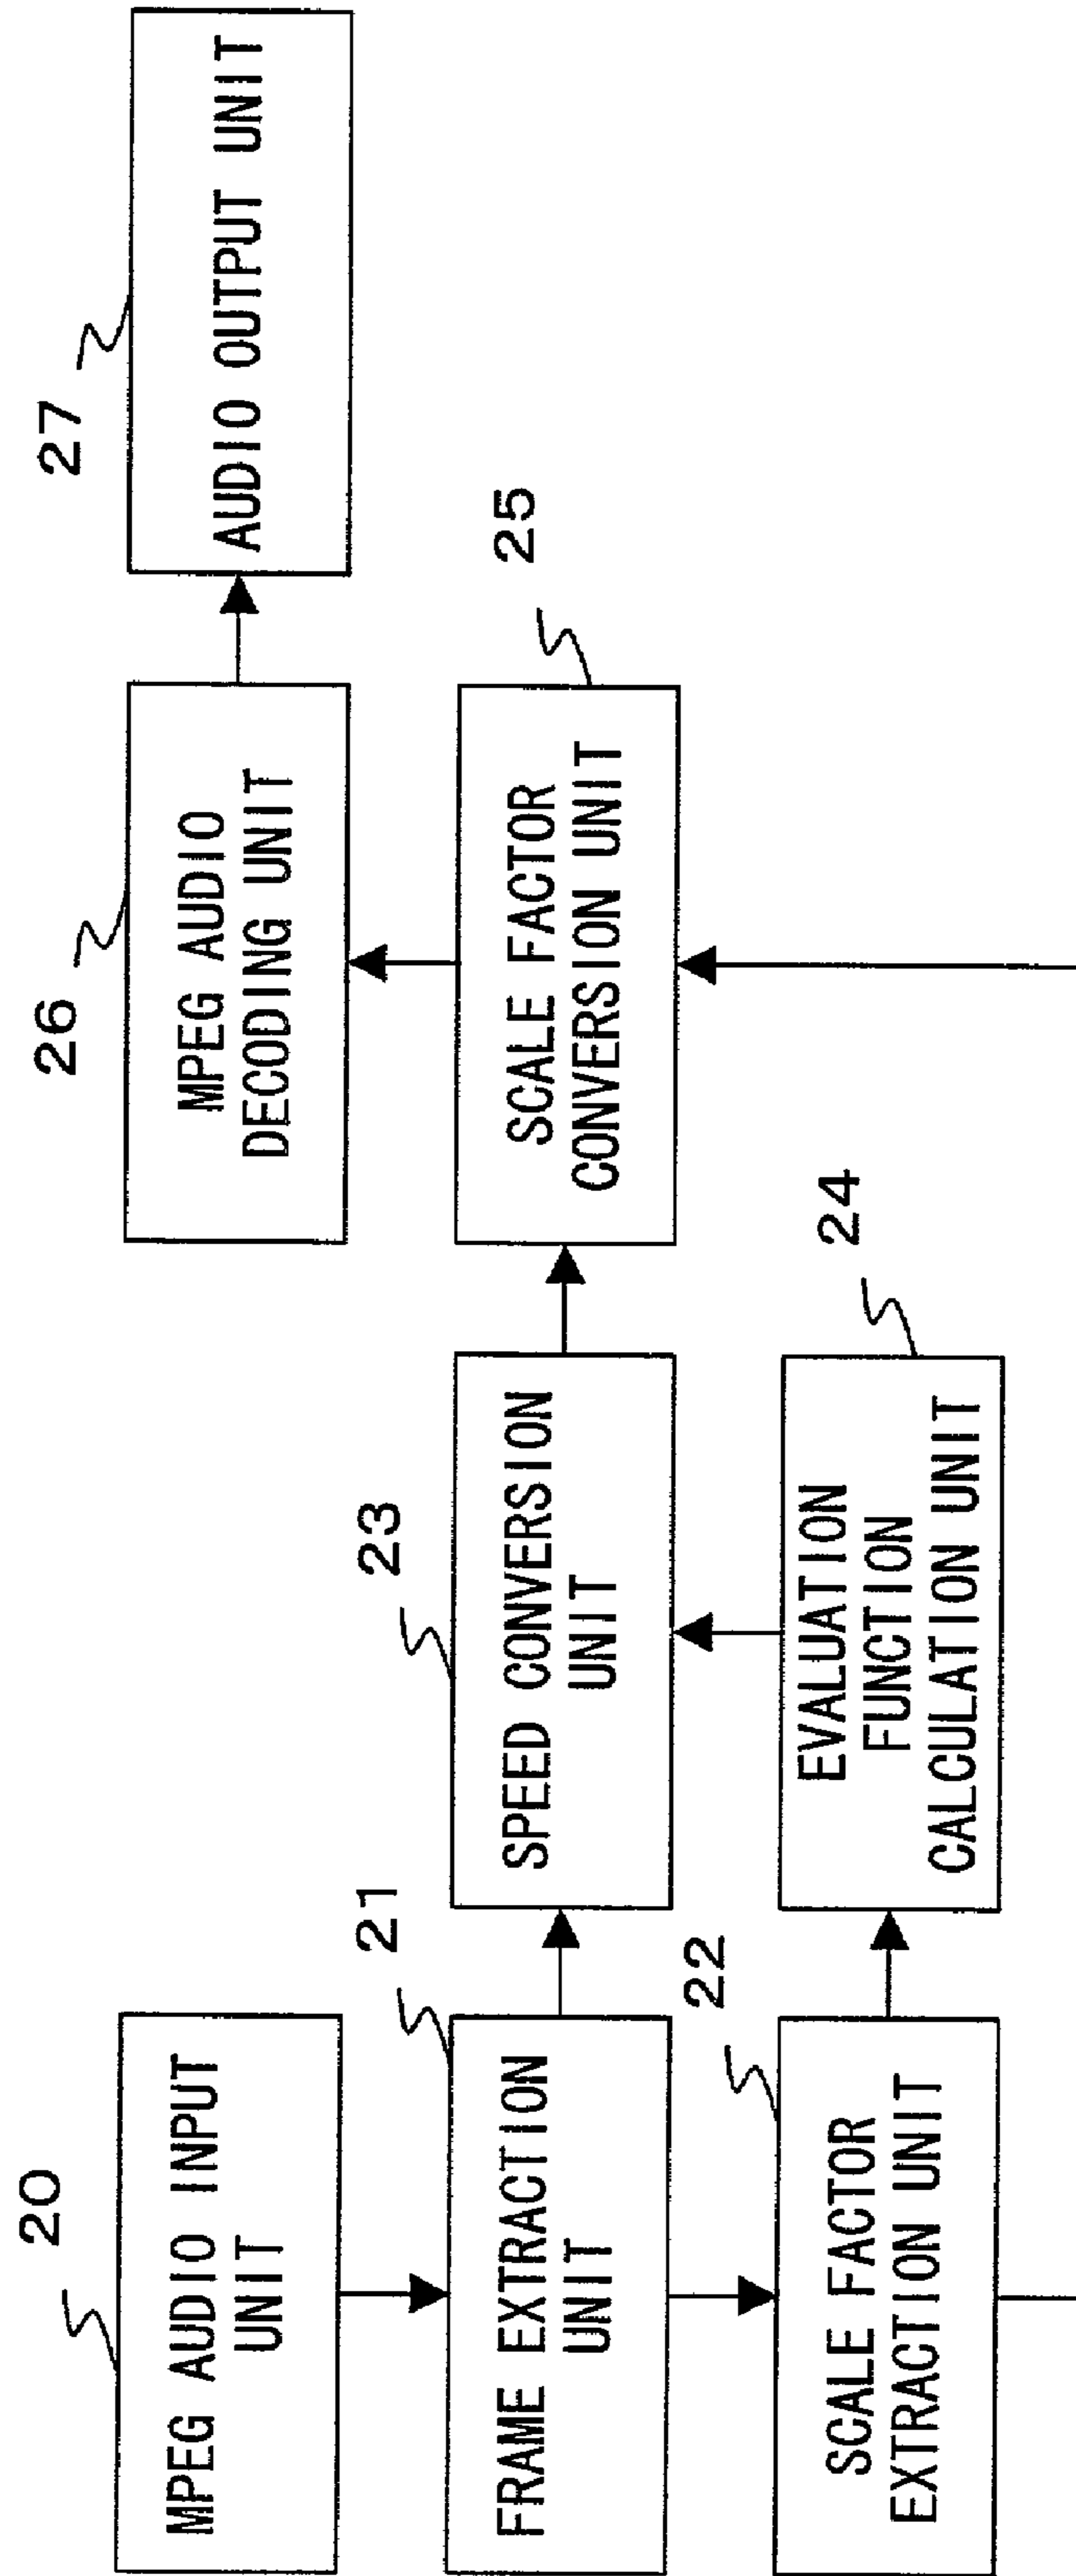 20
MPEG AUDIO INPUT
UNIT
21
FRAME EXTRACTION
UNIT
22
SCALE FACTOR
EXTRACTION UNIT
23
SPEED CONVERSION
UNIT
24
EVALUATION
FUNCTION
CALCULATION UNIT
25
SCALE FACTOR
CONVERSION UNIT
26
MPEG AUDIO
DECODING UNIT
27
AUDIO OUTPUT UNIT